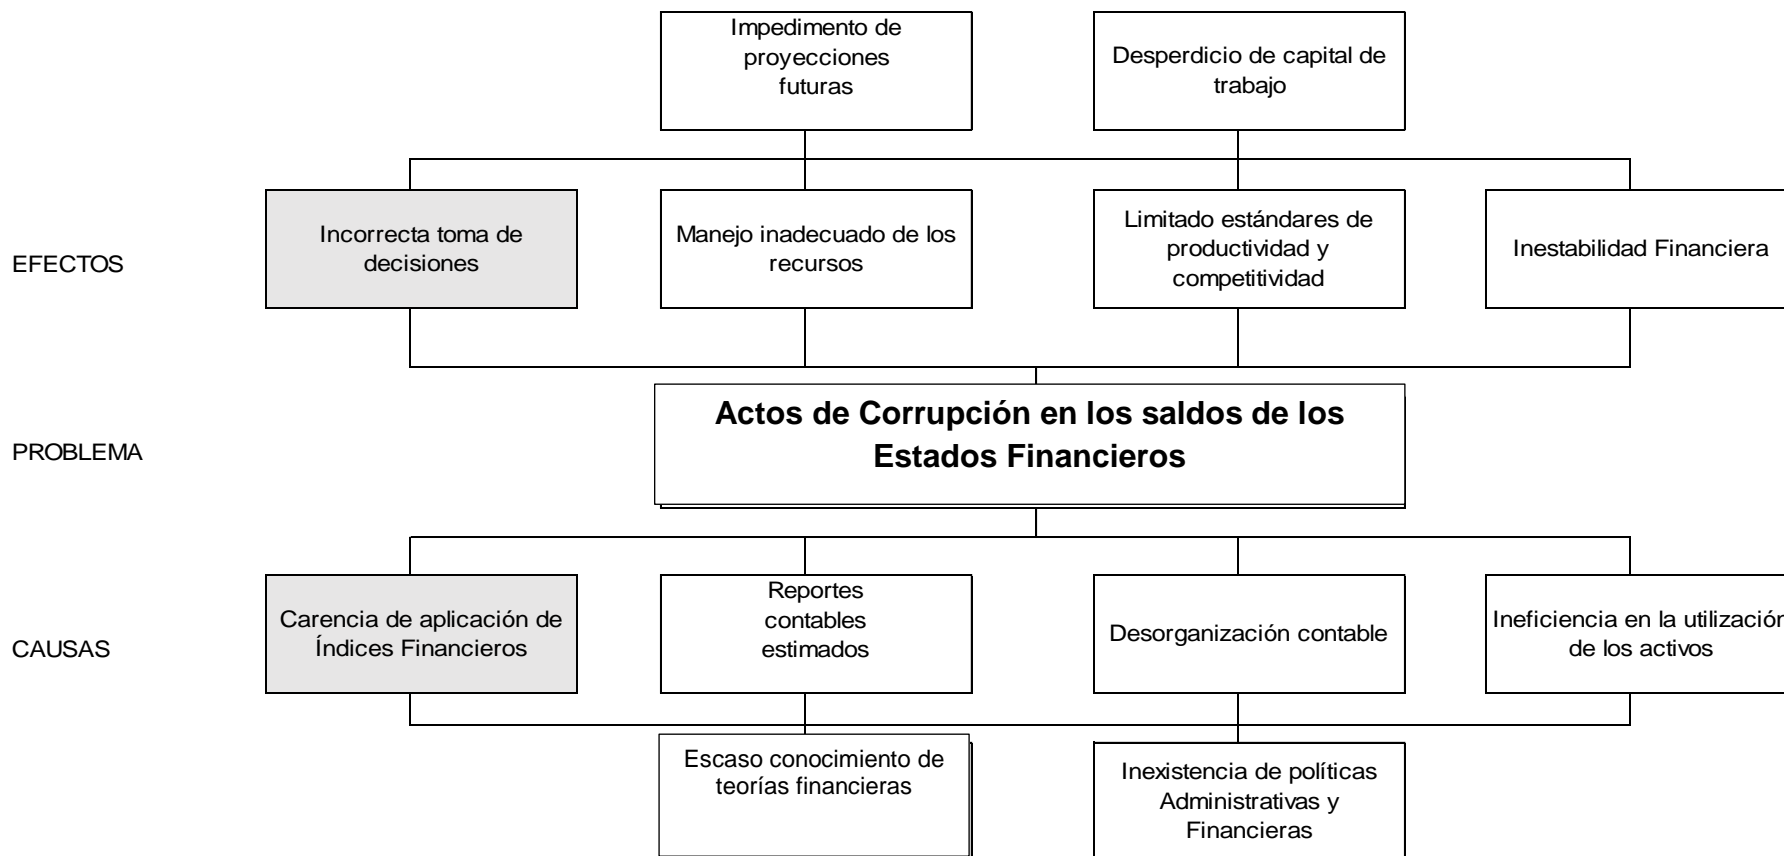 Impedimento de
proyecciones
futuras
Desperdicio de capital de
trabajo
EFECTOS
Incorrecta toma de
decisiones
Manejo inadecuado de los
recursos
Limitado estándares de
productividad y
competitividad
Inestabilidad Financiera
PROBLEMA
Actos de Corrupción en los saldos de los
Estados Financieros
CAUSAS
Carencia de aplicación de
Índices Financieros
Reportes
contables
estimados
Desorganización contable
Ineficiencia en la utilización
de los activos
Escaso conocimiento de
teorías financieras
Inexistencia de políticas
Administrativas y
Financieras